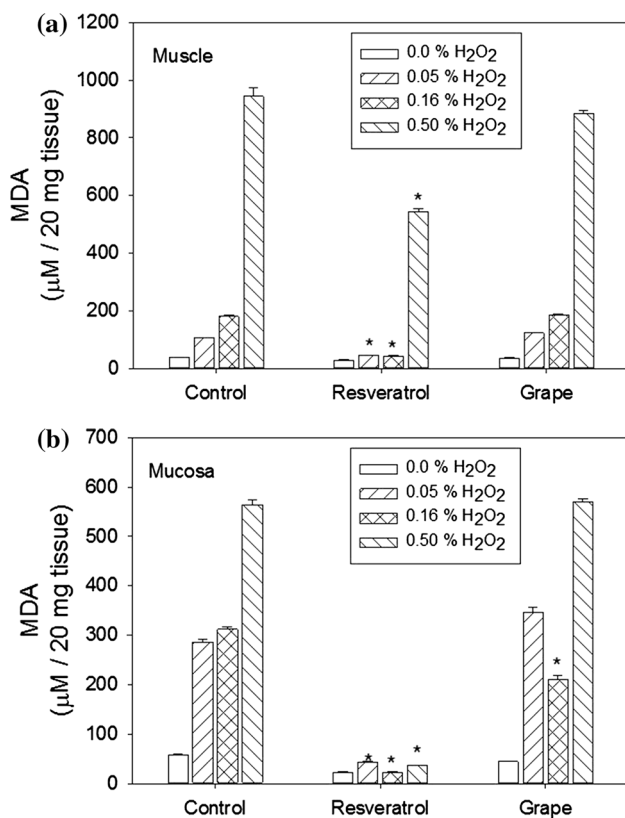 (a)
1200
1000
800
600
400
200
0
MDA
(µM / 20 mg tissue)
Muscle
0.0 % H₂O₂
0.05 % H₂O₂
0.16 % H₂O₂
0.50 % H₂O₂
*
*
*
Control
Resveratrol
Grape
(b)
700
600
500
400
300
200
100
0
MDA
(µM / 20 mg tissue)
Mucosa
0.0 % H₂O₂
0.05 % H₂O₂
0.16 % H₂O₂
0.50 % H₂O₂
*
*
*
*
Control
Resveratrol
Grape